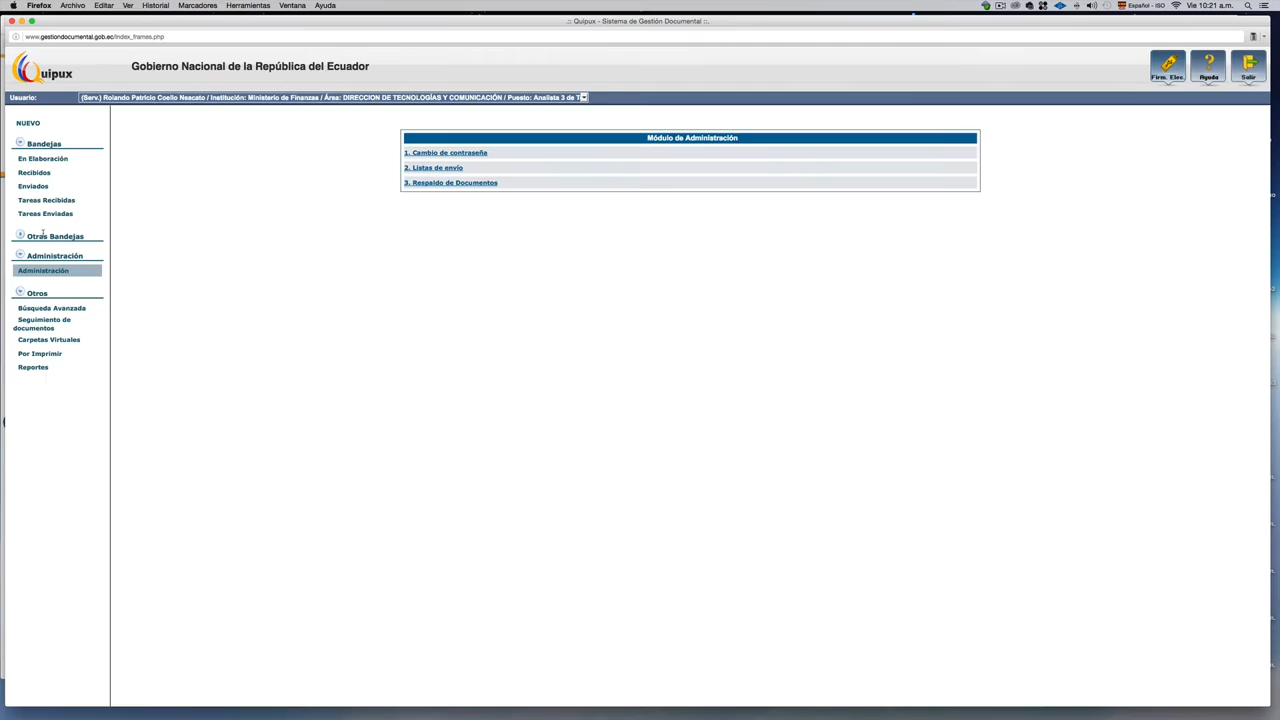 Firefox Archivo Editar Ver Historial Marcadores Herramientas Ventana Ayuda
Español - ISO Vie 10:21 a.m.
.:: Quipux - Sistema de Gestión Documental ::.
www.gestiondocumental.gob.ec/index_frames.php
Quipux
Gobierno Nacional de la República del Ecuador
Firm. Elec. Ayuda Salir
Usuario: (Serv.) Rolando Patricio Coello Neacato / Institución: Ministerio de Finanzas / Área: DIRECCION DE TECNOLOGÍAS Y COMUNICACIÓN / Puesto: Analista 3 de T
NUEVO
Bandejas
En Elaboración
Recibidos
Enviados
Tareas Recibidas
Tareas Enviadas
Otras Bandejas
Administración
Administración
Otros
Búsqueda Avanzada
Seguimiento de
documentos
Carpetas Virtuales
Por Imprimir
Reportes
Módulo de Administración
1. Cambio de contraseña
2. Listas de envío
3. Respaldo de Documentos